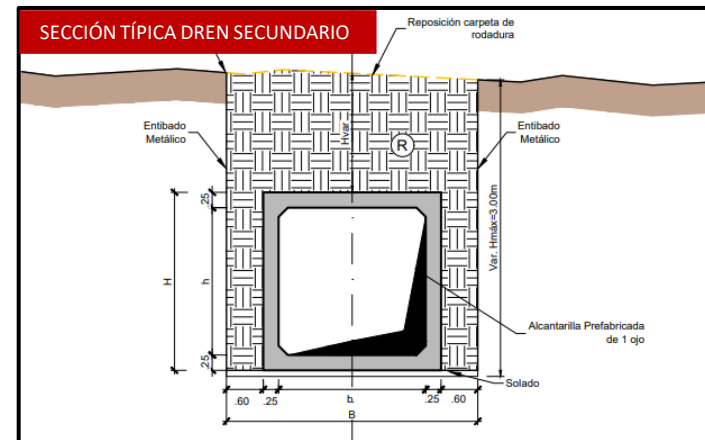 SECCIÓN TÍPICA DREN SECUNDARIO
Reposición carpeta de
rodadura
Entibado
Metálico
Hvar
R
Entibado
Metálico
.25
H
h
Var. Hmáx=3.00m
Alcantarilla Prefabricada
de 1 ojo
.25
Solado
.60
.25
b
.25
.60
B